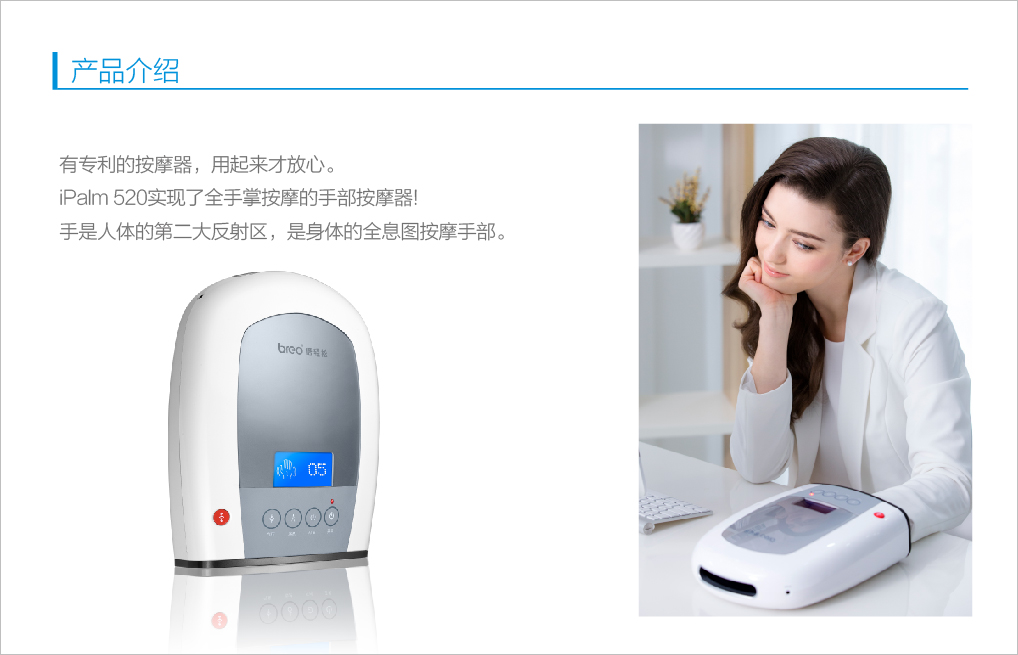 产品介绍
有专利的按摩器，用起来才放心。
iPalm 520实现了全手掌按摩的手部按摩器!
手是人体的第二大反射区，是身体的全息图按摩手部。
breo
05